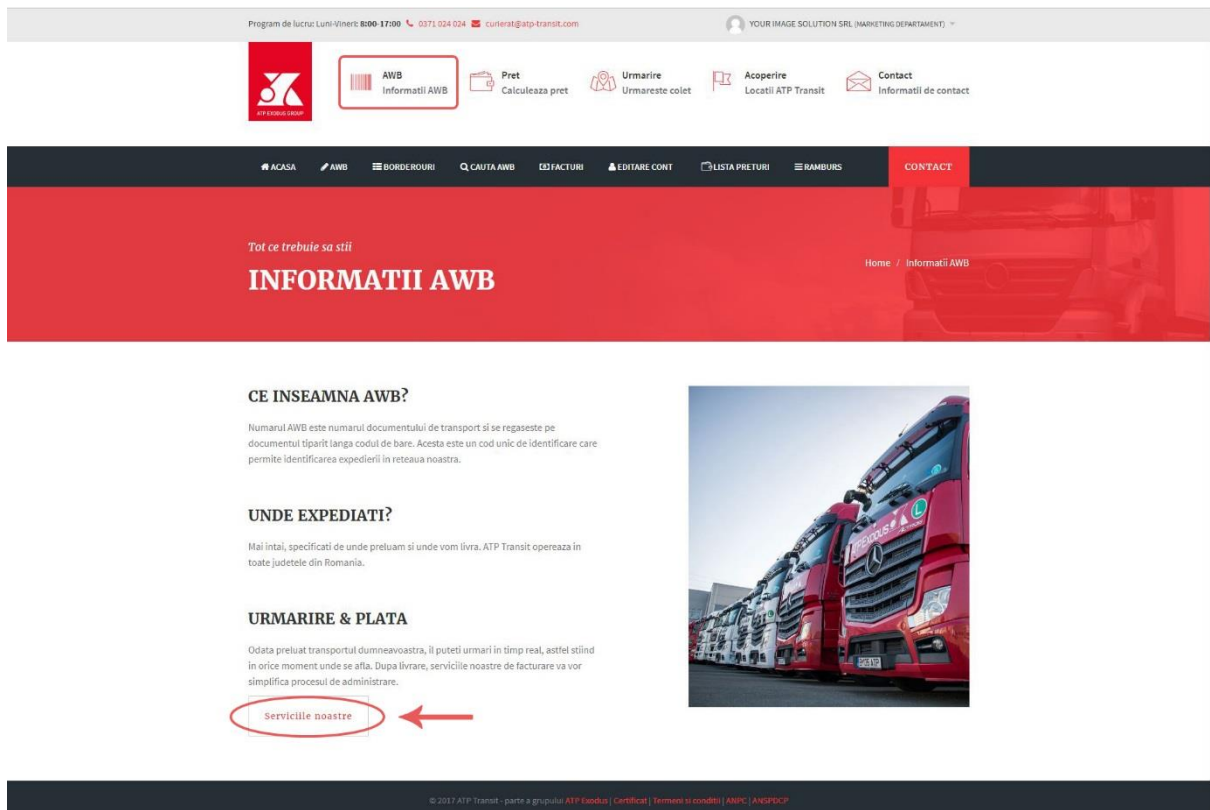 Program de lucru: Luni-Vineri: 8:00-17:00 0371 024 024 curierat@atp-transit.com
YOUR IMAGE SOLUTION SRL (MARKETING DEPARTAMENT)
ATP EXODUS GROUP
AWB
Informatii AWB
Pret
Calculeaza pret
Urmarire
Urmareste colet
Acoperire
Locatii ATP Transit
Contact
Informatii de contact
ACASA AWB BORDEROURI CAUTA AWB FACTURI EDITARE CONT LISTA PRETURI RAMBURS CONTACT
Tot ce trebuie sa stii
INFORMATII AWB
Home / Informatii AWB
CE INSEAMNA AWB?
Numarul AWB este numarul documentului de transport si se regaseste pe
documentul tiparit langa codul de bare. Acesta este un cod unic de identificare care
permite identificarea expedierii in reteaua noastra.
UNDE EXPEDIATI?
Mai intai, specificati de unde preluam si unde vom livra. ATP Transit opereaza in
toate judetele din Romania.
URMARIRE & PLATA
Odata preluat transportul dumneavoastra, il puteti urmari in timp real, astfel stiind
in orice moment unde se afla. Dupa livrare, serviciile noastre de facturare va vor
simplifica procesul de administrare.
Serviciile noastre
ATP EXODUS
L
© 2017 ATP Transit - parte a grupului ATP Exodus | Certificat | Termeni si conditii | ANPC | ANSPDCP